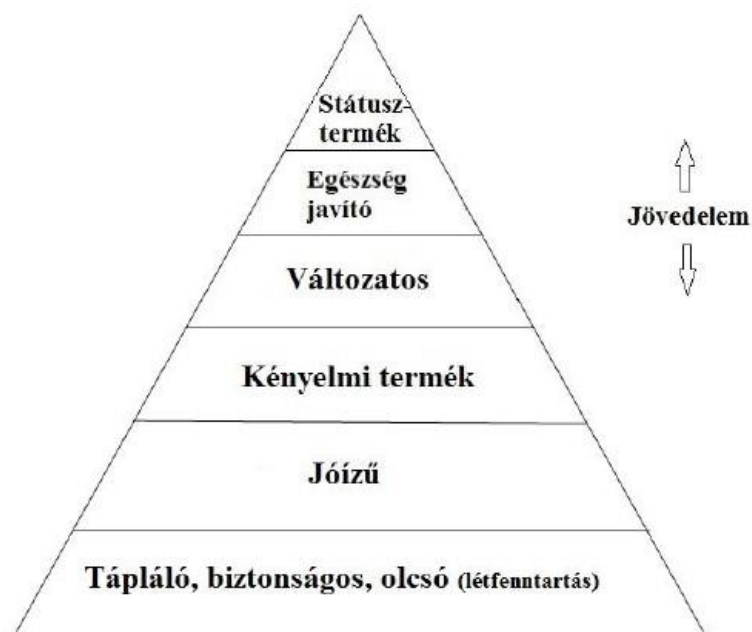 Státusz-
termék
Egészség
javító
Jövedelem
Változatos
Kényelmi termék
Jóízű
Tápláló, biztonságos, olcsó (létfenntartás)